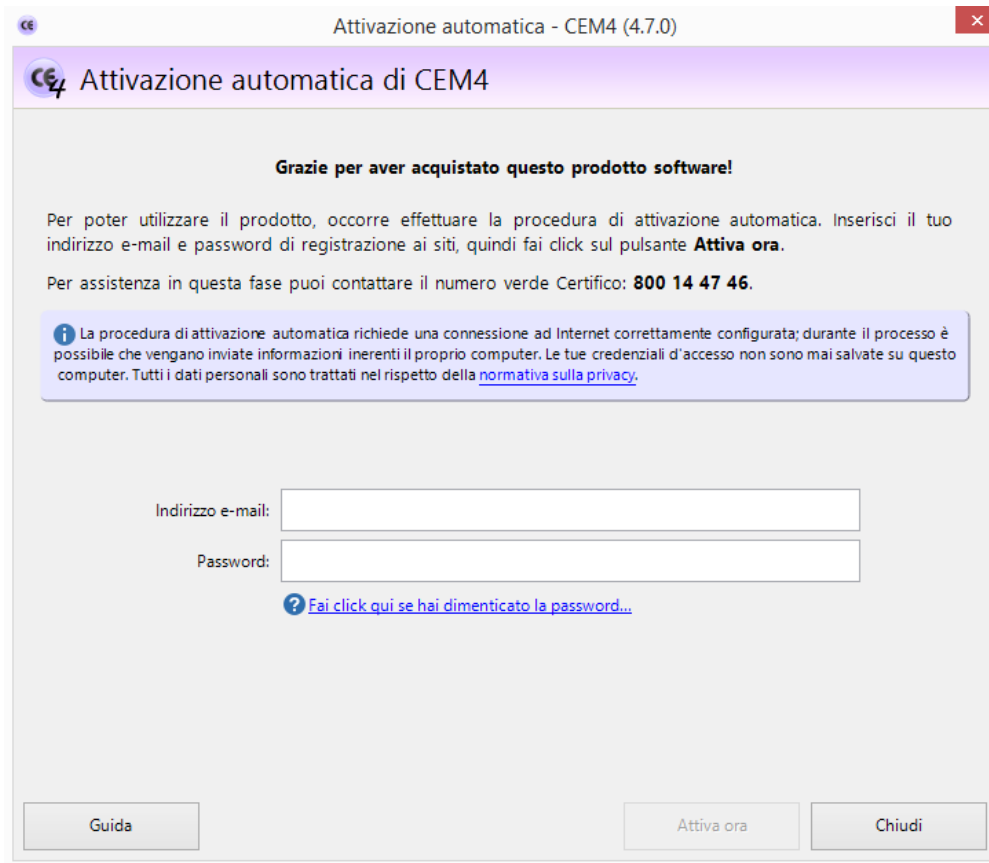 CE
Attivazione automatica - CEM4 (4.7.0)
CE4 Attivazione automatica di CEM4
Grazie per aver acquistato questo prodotto software!
Per poter utilizzare il prodotto, occorre effettuare la procedura di attivazione automatica. Inserisci il tuo
indirizzo e-mail e password di registrazione ai siti, quindi fai click sul pulsante Attiva ora.
Per assistenza in questa fase puoi contattare il numero verde Certifico: 800 14 47 46.
La procedura di attivazione automatica richiede una connessione ad Internet correttamente configurata; durante il processo è
possibile che vengano inviate informazioni inerenti il proprio computer. Le tue credenziali d'accesso non sono mai salvate su questo
computer. Tutti i dati personali sono trattati nel rispetto della normativa sulla privacy.
Indirizzo e-mail:
Password:
Fai click qui se hai dimenticato la password...
Guida
Attiva ora
Chiudi